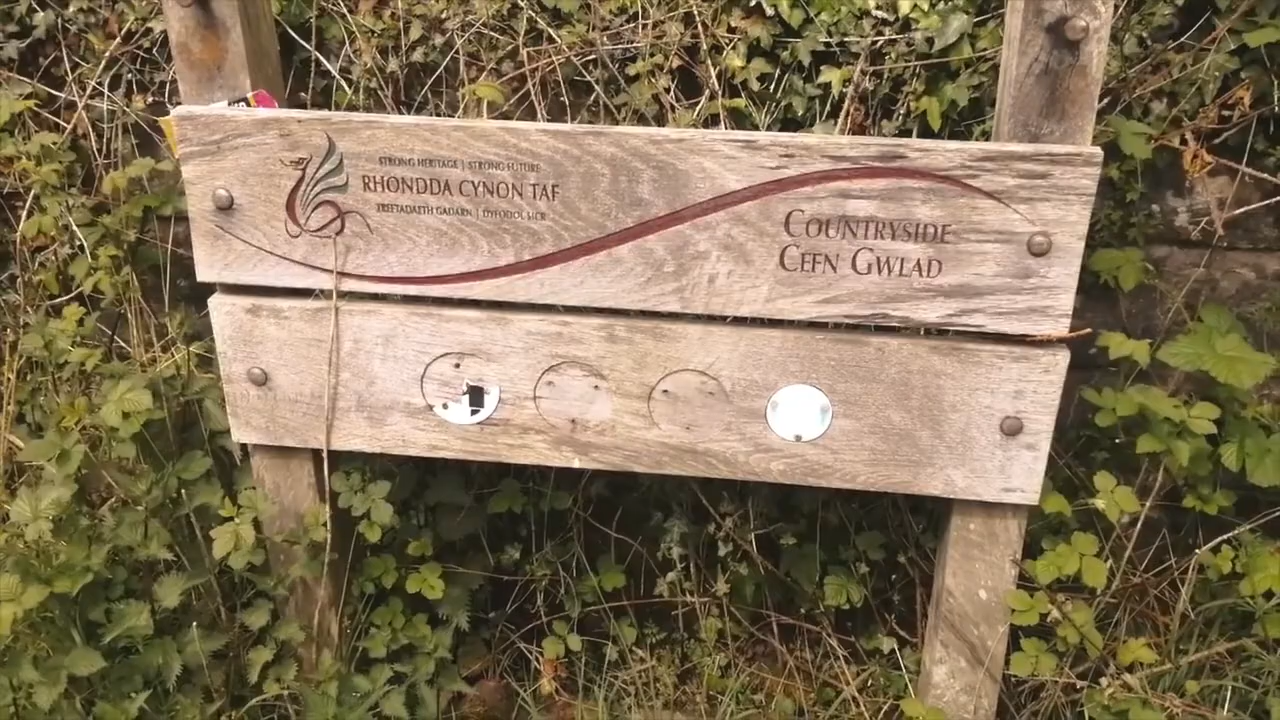 STRONG HERITAGE | STRONG FUTURE
RHONDDA CYNON TAF
TREFTADAETH GADARN | DYFODOL SICR
COUNTRYSIDE
CEFN GWLAD